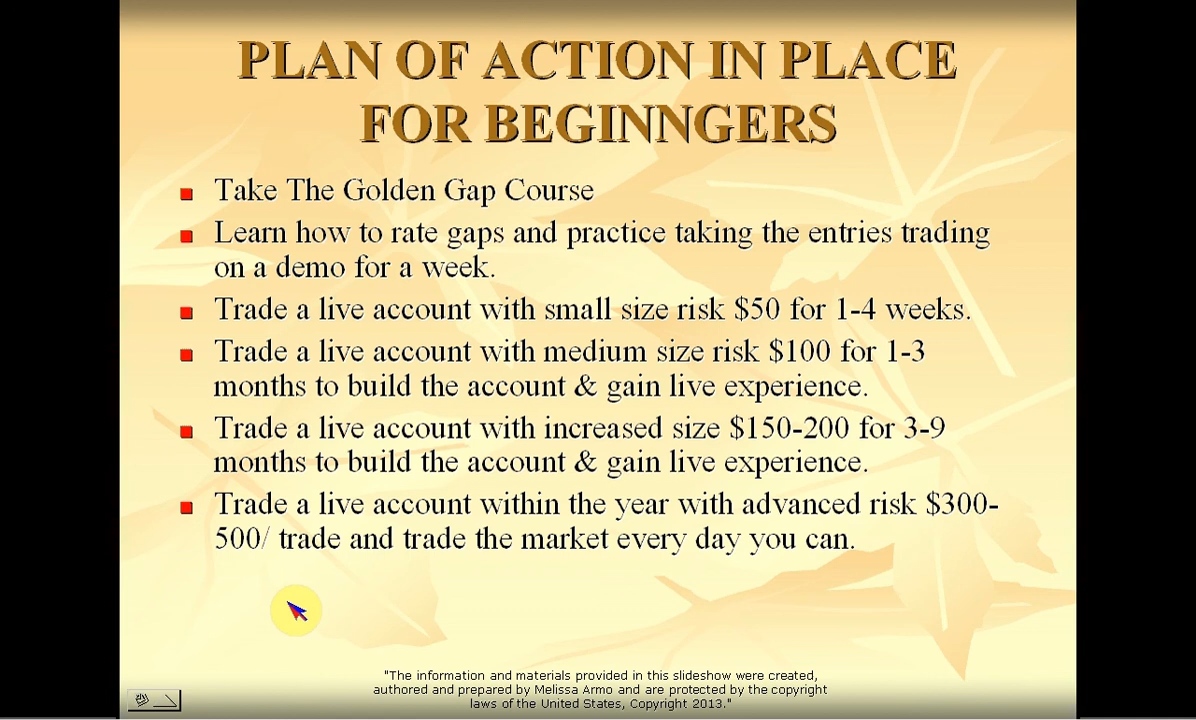 PLAN OF ACTION IN PLACE
FOR BEGINNGERS
Take The Golden Gap Course
Learn how to rate gaps and practice taking the entries trading
on a demo for a week.
Trade a live account with small size risk $50 for 1-4 weeks.
Trade a live account with medium size risk $100 for 1-3
months to build the account & gain live experience.
Trade a live account with increased size $150-200 for 3-9
months to build the account & gain live experience.
Trade a live account within the year with advanced risk $300-
500/ trade and trade the market every day you can.
"The information and materials provided in this slideshow were created,
authored and prepared by Melissa Armo and are protected by the copyright
laws of the United States, Copyright 2013."